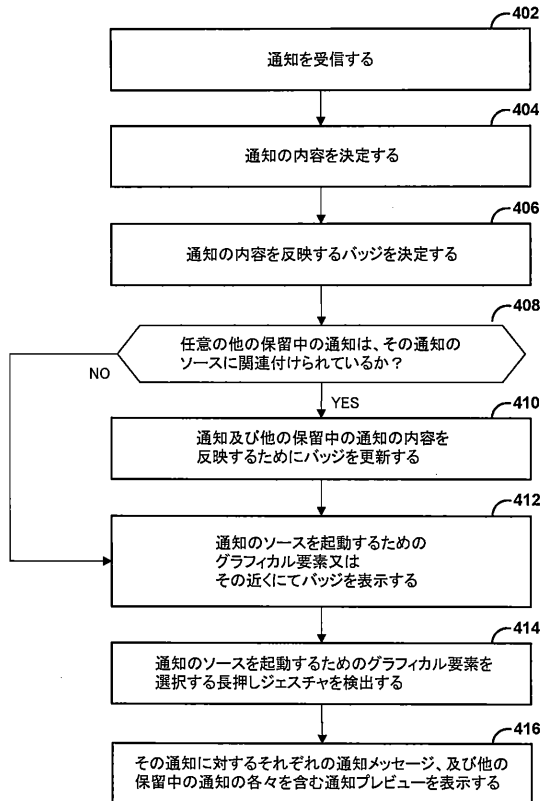 402
通知を受信する
404
通知の内容を決定する
406
通知の内容を反映するバッジを決定する
408
任意の他の保留中の通知は、その通知の
ソースに関連付けられているか？
NO
YES
410
通知及び他の保留中の通知の内容を
反映するためにバッジを更新する
412
通知のソースを起動するための
グラフィカル要素又は
その近くにてバッジを表示する
414
通知のソースを起動するためのグラフィカル要素を
選択する長押しジェスチャを検出する
416
その通知に対するそれぞれの通知メッセージ、及び他の
保留中の通知の各々を含む通知プレビューを表示する